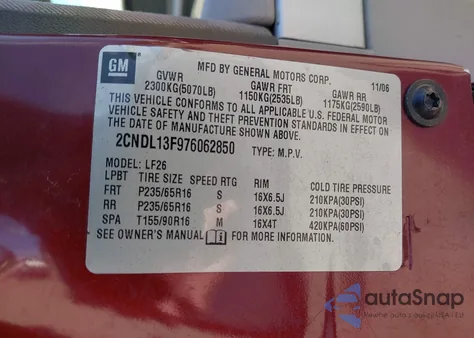 GM
MFD BY GENERAL MOTORS CORP. 11/06
GVWR GAWR FRT GAWR RR
2300KG(5070LB) 1150KG(2535LB) 1175KG(2590LB)
THIS VEHICLE CONFORMS TO ALL APPLICABLE U.S. FEDERAL MOTOR
VEHICLE SAFETY AND THEFT PREVENTION STANDARDS IN EFFECT
ON THE DATE OF MANUFACTURE SHOWN ABOVE.
2CNDL13F976062850 TYPE: M.P.V.
MODEL: LF26
LPBT TIRE SIZE SPEED RTG RIM COLD TIRE PRESSURE
FRT P235/65R16 S 16X6.5J 210KPA(30PSI)
RR P235/65R16 S 16X6.5J 210KPA(30PSI)
SPA T155/90R16 M 16X4T 420KPA(60PSI)
SEE OWNER'S MANUAL FOR MORE INFORMATION.
autoSnap